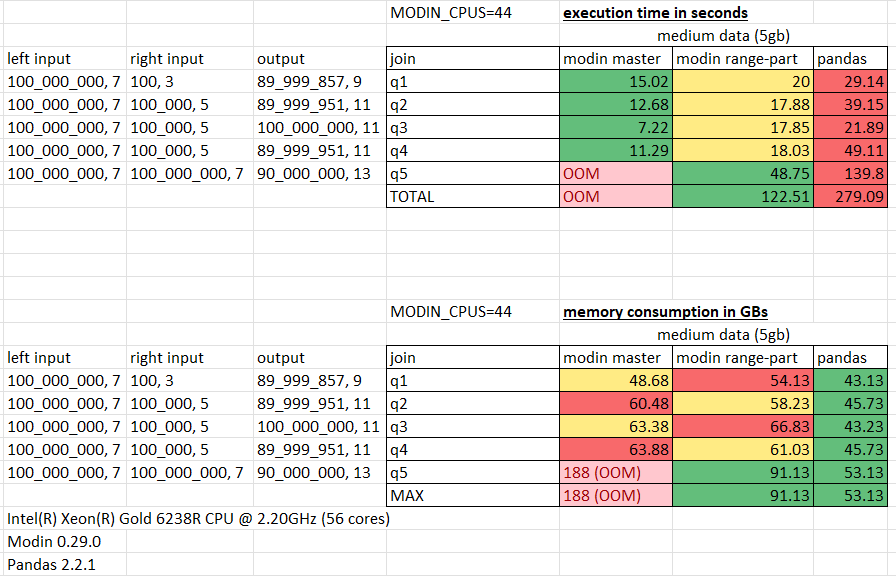 MODIN_CPUS=44 execution time in seconds
medium data (5gb)
left input right input output join modin master modin range-part pandas
100_000_000, 7 100, 3 89_999_857, 9 q1 15.02 20 29.14
100_000_000, 7 100_000, 5 89_999_951, 11 q2 12.68 17.88 39.15
100_000_000, 7 100_000, 5 100_000_000, 11 q3 7.22 17.85 21.89
100_000_000, 7 100_000, 5 89_999_951, 11 q4 11.29 18.03 49.11
100_000_000, 7 100_000_000, 7 90_000_000, 13 q5 OOM 48.75 139.8
TOTAL OOM 122.51 279.09
MODIN_CPUS=44 memory consumption in GBs
medium data (5gb)
left input right input output join modin master modin range-part pandas
100_000_000, 7 100, 3 89_999_857, 9 q1 48.68 54.13 43.13
100_000_000, 7 100_000, 5 89_999_951, 11 q2 60.48 58.23 45.73
100_000_000, 7 100_000, 5 100_000_000, 11 q3 63.38 66.83 43.23
100_000_000, 7 100_000, 5 89_999_951, 11 q4 63.88 61.03 45.73
100_000_000, 7 100_000_000, 7 90_000_000, 13 q5 188 (OOM) 91.13 53.13
MAX 188 (OOM) 91.13 53.13
Intel(R) Xeon(R) Gold 6238R CPU @ 2.20GHz (56 cores)
Modin 0.29.0
Pandas 2.2.1